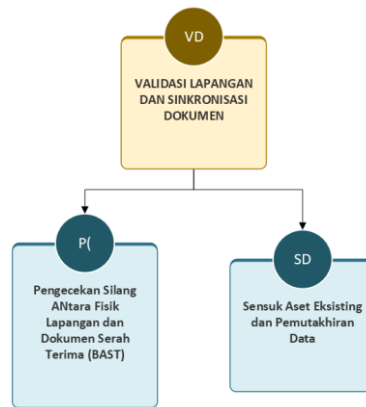 VD
VALIDASI LAPANGAN
DAN SINKRONISASI
DOKUMEN
P(
Pengecekan Silang
ANtara Fisik
Lapangan dan
Dokumen Serah
Terima (BAST)
SD
Sensuk Aset Eksisting
dan Pemutakhiran
Data